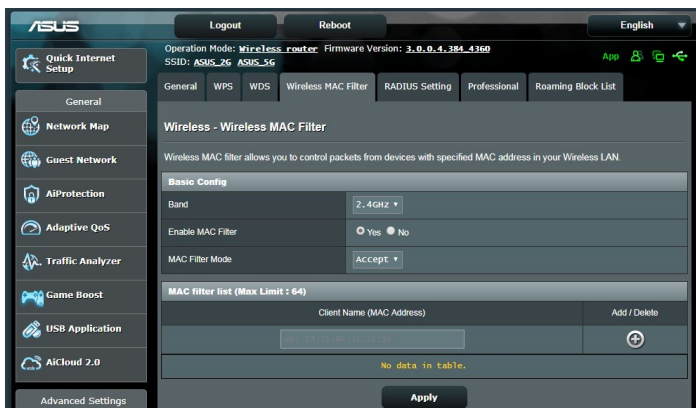 ASUS
Logout
Reboot
English
Operation Mode: Wireless router Firmware Version: 3.0.0.4.384_4360
SSID: ASUS_2G ASUS_5G
App
Quick Internet
Setup
General
Network Map
Guest Network
AiProtection
Adaptive QoS
Traffic Analyzer
Game Boost
USB Application
AiCloud 2.0
Advanced Settings
General WPS WDS Wireless MAC Filter RADIUS Setting Professional Roaming Block List
Wireless - Wireless MAC Filter
Wireless MAC filter allows you to control packets from devices with specified MAC address in your Wireless LAN.
Basic Config
Band 2.4GHz
Enable MAC Filter Yes No
MAC Filter Mode Accept
MAC filter list (Max Limit : 64)
Client Name (MAC Address) Add / Delete
No data in table.
Apply